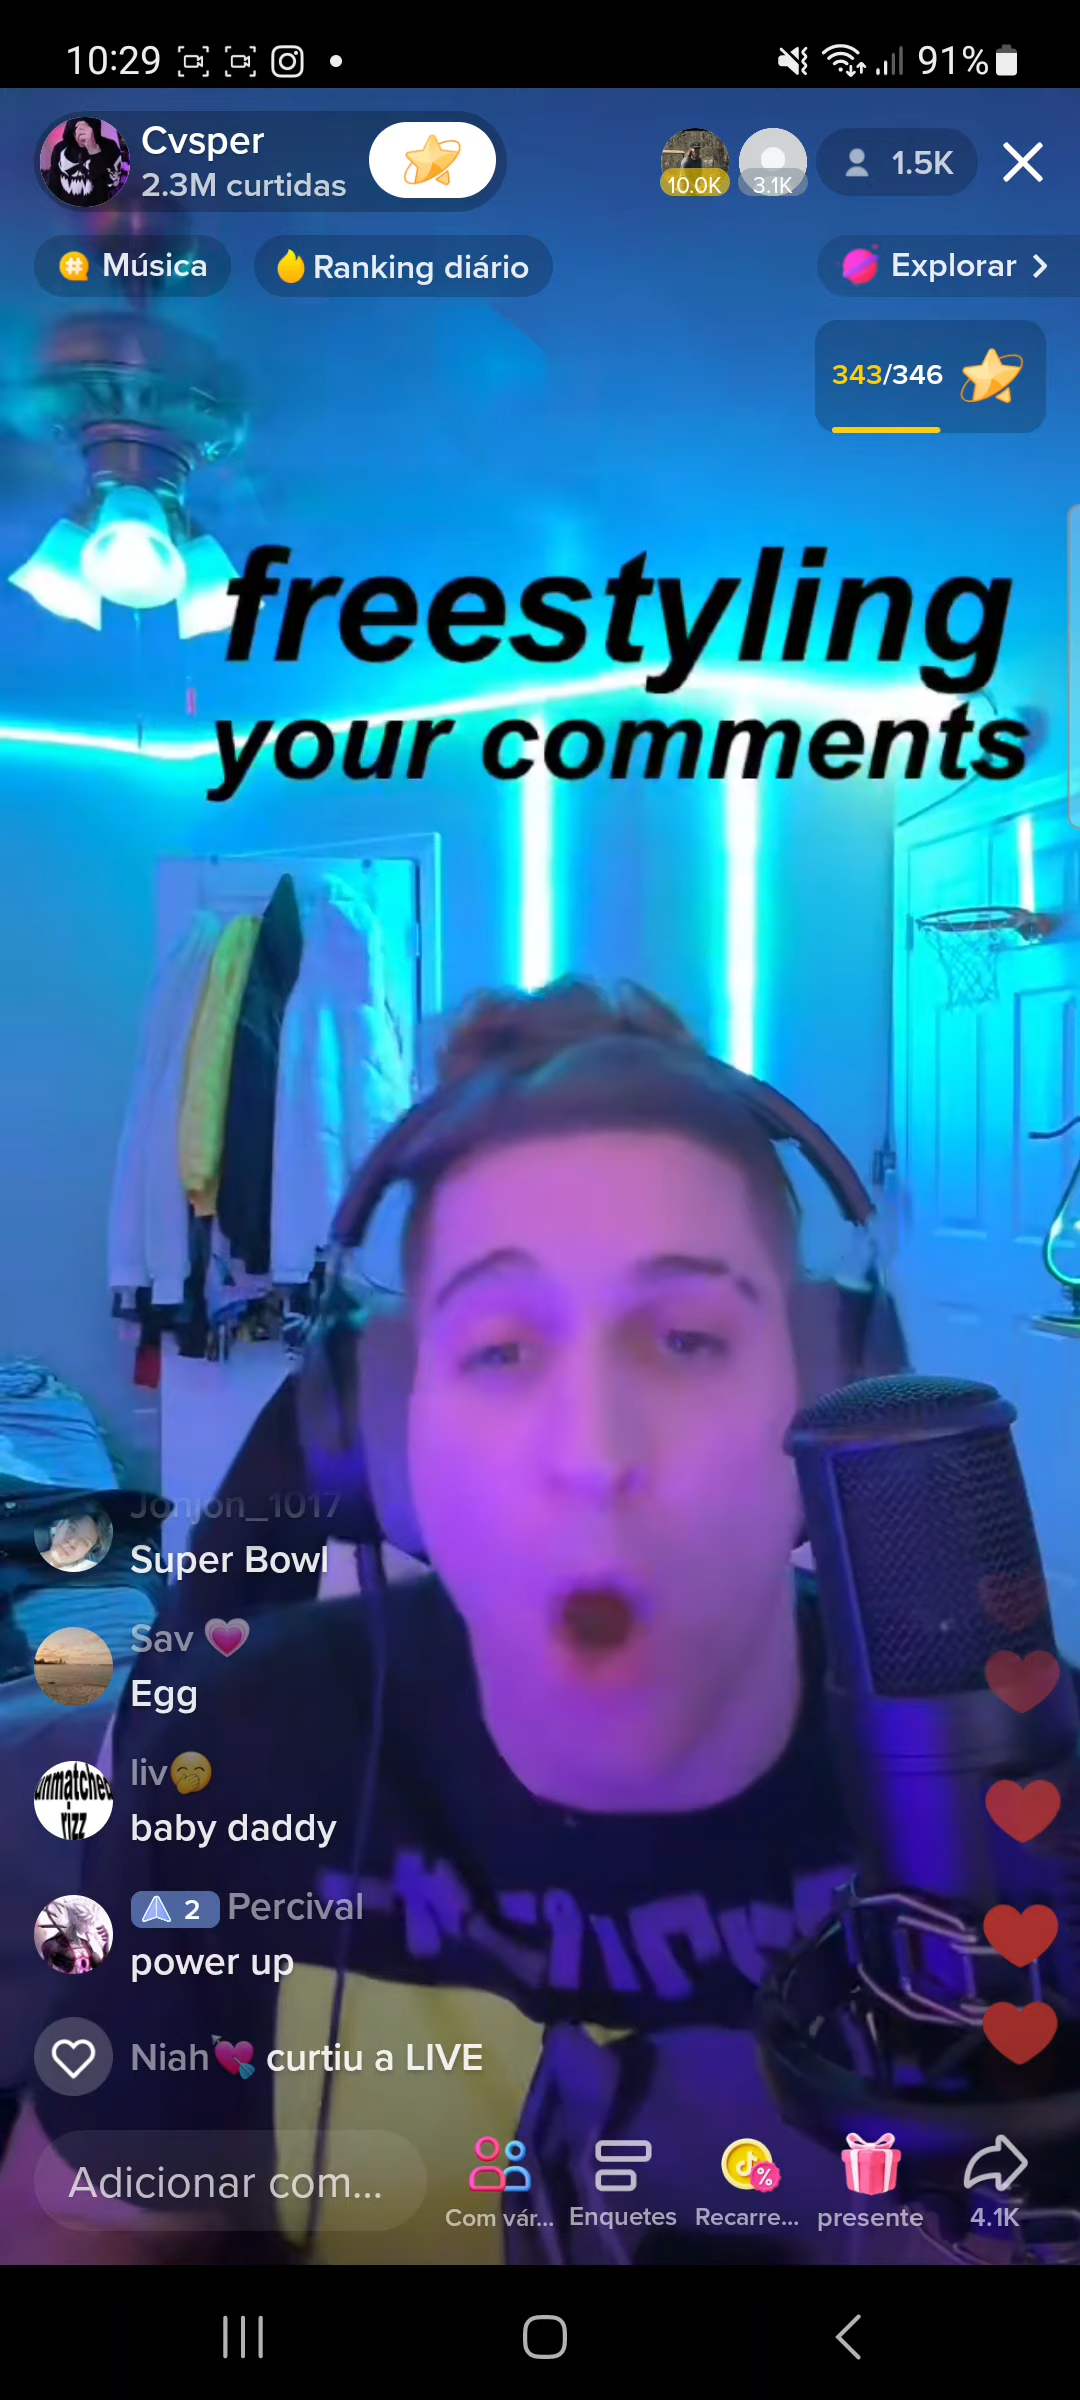 10:29
91%
Cvsper
2.3M curtidas
10.0K
3.1K
1.5K
Música
Ranking diário
Explorar
343/346
freestyling
your comments
Jonjon_1017
Super Bowl
Sav
Egg
liv
unmatched
rizz
baby daddy
2 Percival
power up
Niah curtiu a LIVE
Adicionar com...
Com vár...
Enquetes
Recarre...
presente
4.1K